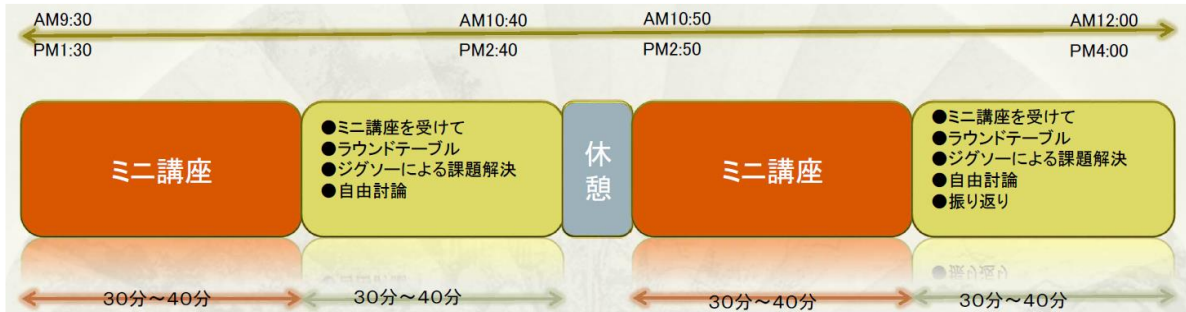 AM9:30 AM10:40 AM10:50 AM12:00
PM1:30 PM2:40 PM2:50 PM4:00
ミニ講座
●ミニ講座を受けて
●ラウンドテーブル
●ジグソーによる課題解決
●自由討論
休憩
ミニ講座
●ミニ講座を受けて
●ラウンドテーブル
●ジグソーによる課題解決
●自由討論
●振り返り
30分~40分 30分~40分 30分~40分 30分~40分